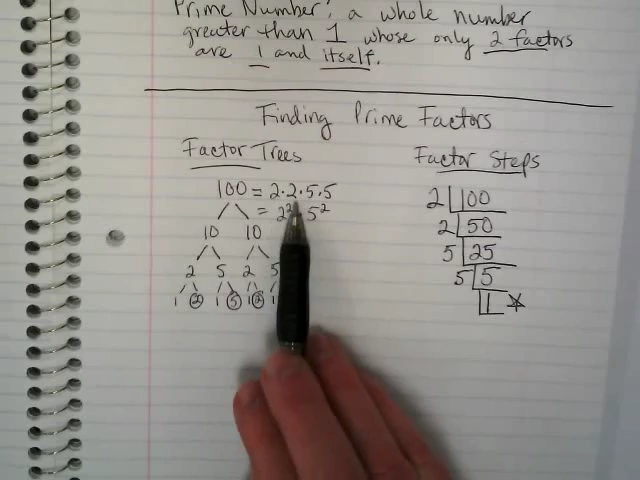 Prime Number: a whole number
greater than 1 whose only 2 factors
are 1 and itself.
Finding Prime Factors
Factor Trees
100 = 2·2·5·5
= 2² 5²
10 10
2 5 2 5
1 2 1 5 1 2 1
Factor Steps
2 100
2 50
5 25
5 5
1